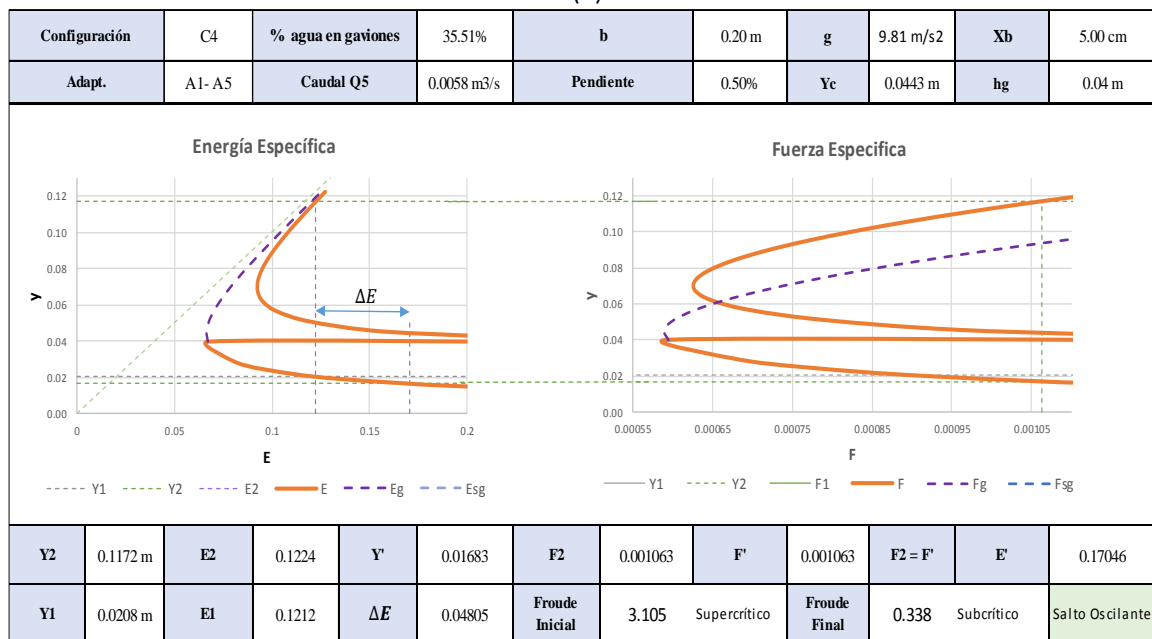 Configuración C4 % agua en gaviones 35.51% b 0.20 m g 9.81 m/s2 Xb 5.00 cm
Adapt. A1- A5 Caudal Q5 0.0058 m3/s Pendiente 0.50% Yc 0.0443 m hg 0.04 m
Energía Específica
0.12
0.10
0.08
0.06
0.04
0.02
0.00
y
ΔE
0 0.05 0.1 0.15 0.2
E
Y1 Y2 E2 E Eg Esg
Fuerza Especifica
0.12
0.10
0.08
0.06
0.04
0.02
0.00
y
0.00055 0.00065 0.00075 0.00085 0.00095 0.00105
F
Y1 Y2 F1 F Fg Fsg
Y2 0.1172 m E2 0.1224 Y' 0.01683 F2 0.001063 F' 0.001063 F2 = F' E' 0.17046
Y1 0.0208 m E1 0.1212 ΔE 0.04805 Froude Inicial 3.105 Supercrítico Froude Final 0.338 Subcrítico Salto Oscilante